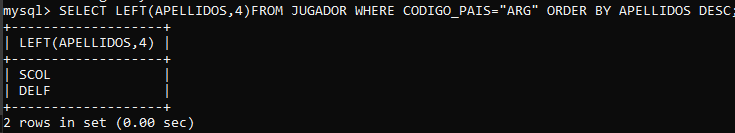 mysql> SELECT LEFT(APELLIDOS,4)FROM JUGADOR WHERE CODIGO_PAIS="ARG" ORDER BY APELLIDOS DESC;
+-------------------+
| LEFT(APELLIDOS,4) |
+-------------------+
| SCOL              |
| DELF              |
+-------------------+
2 rows in set (0.00 sec)